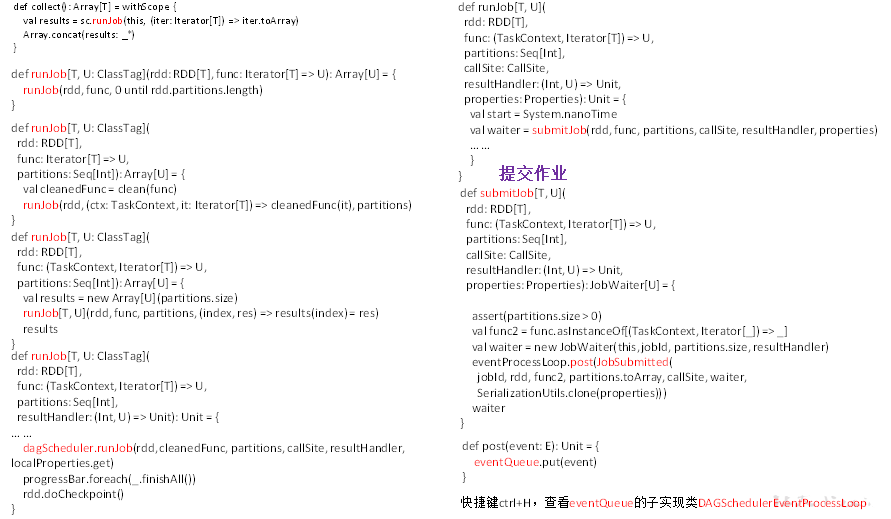 def collect(): Array[T] = withScope {
val results = sc.runJob(this, (iter: Iterator[T]) => iter.toArray)
Array.concat(results: _*)
}
def runJob[T, U: ClassTag](rdd: RDD[T], func: Iterator[T] => U): Array[U] = {
runJob(rdd, func, 0 until rdd.partitions.length)
}
def runJob[T, U: ClassTag](
rdd: RDD[T],
func: Iterator[T] => U,
partitions: Seq[Int]): Array[U] = {
val cleanedFunc = clean(func)
runJob(rdd, (ctx: TaskContext, it: Iterator[T]) => cleanedFunc(it), partitions)
}
def runJob[T, U: ClassTag](
rdd: RDD[T],
func: (TaskContext, Iterator[T]) => U,
partitions: Seq[Int]): Array[U] = {
val results = new Array[U](partitions.size)
runJob[T, U](rdd, func, partitions, (index, res) => results(index) = res)
results
}
def runJob[T, U: ClassTag](
rdd: RDD[T],
func: (TaskContext, Iterator[T]) => U,
partitions: Seq[Int],
resultHandler: (Int, U) => Unit): Unit = {
... ...
dagScheduler.runJob(rdd, cleanedFunc, partitions, callSite, resultHandler,
localProperties.get)
progressBar.foreach(_.finishAll())
rdd.doCheckpoint()
}
def runJob[T, U](
rdd: RDD[T],
func: (TaskContext, Iterator[T]) => U,
partitions: Seq[Int],
callSite: CallSite,
resultHandler: (Int, U) => Unit,
properties: Properties): Unit = {
val start = System.nanoTime
val waiter = submitJob(rdd, func, partitions, callSite, resultHandler, properties)
... ...
}
}
提交作业
def submitJob[T, U](
rdd: RDD[T],
func: (TaskContext, Iterator[T]) => U,
partitions: Seq[Int],
callSite: CallSite,
resultHandler: (Int, U) => Unit,
properties: Properties): JobWaiter[U] = {
assert(partitions.size > 0)
val func2 = func.asInstanceOf[(TaskContext, Iterator[_]) => _]
val waiter = new JobWaiter(this, jobId, partitions.size, resultHandler)
eventProcessLoop.post(JobSubmitted(
jobId, rdd, func2, partitions.toArray, callSite, waiter,
SerializationUtils.clone(properties)))
waiter
}
def post(event: E): Unit = {
eventQueue.put(event)
}
快捷键ctrl+H，查看eventQueue的子实现类DAGSchedulerEventProcessLoop